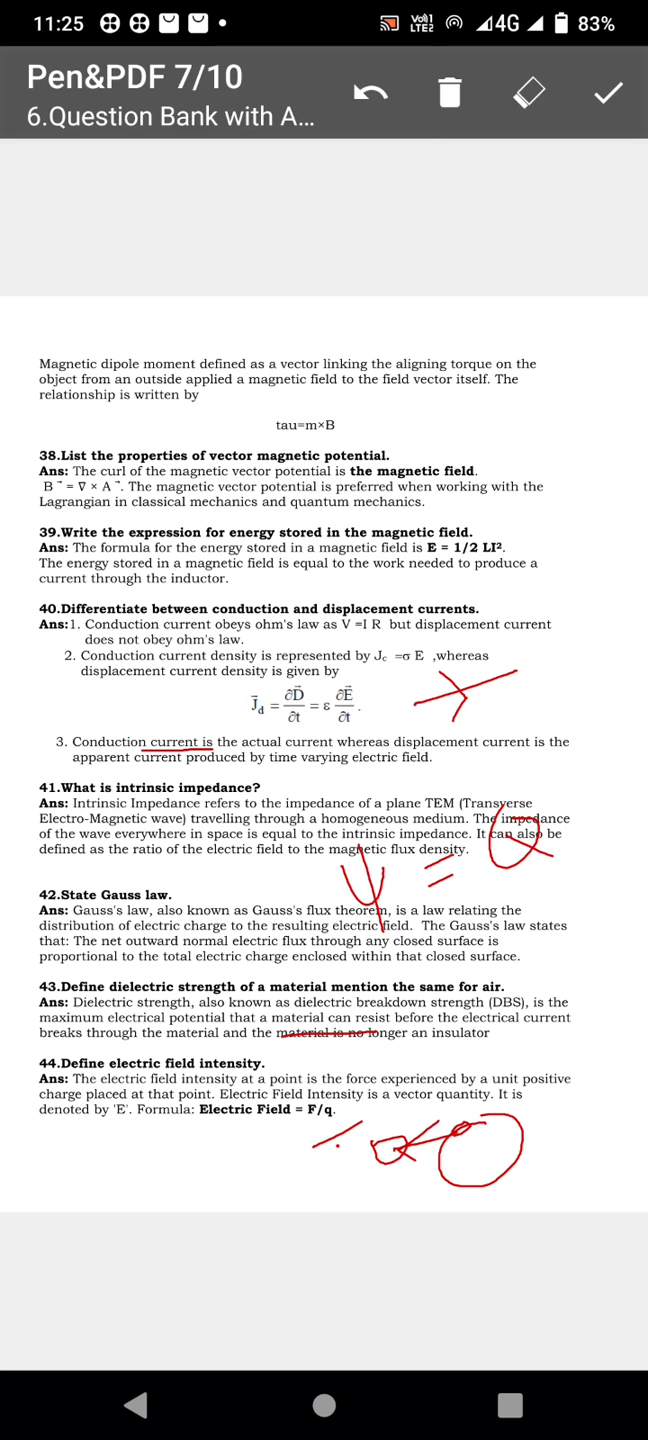 11:25 Vo1) LTE2 4G 83%
Pen&PDF 7/10
6.Question Bank with A...
Magnetic dipole moment defined as a vector linking the aligning torque on the
object from an outside applied a magnetic field to the field vector itself. The
relationship is written by
tau=m×B
38.List the properties of vector magnetic potential.
Ans: The curl of the magnetic vector potential is the magnetic field.
B ⃗ = ∇ × A ⃗. The magnetic vector potential is preferred when working with the
Lagrangian in classical mechanics and quantum mechanics.
39.Write the expression for energy stored in the magnetic field.
Ans: The formula for the energy stored in a magnetic field is E = 1/2 LI².
The energy stored in a magnetic field is equal to the work needed to produce a
current through the inductor.
40.Differentiate between conduction and displacement currents.
Ans:1. Conduction current obeys ohm's law as V =I R but displacement current
does not obey ohm's law.
2. Conduction current density is represented by Jc =σ E ,whereas
displacement current density is given by
J⃗d = ∂D⃗/∂t = ε ∂E⃗/∂t .
3. Conduction current is the actual current whereas displacement current is the
apparent current produced by time varying electric field.
41.What is intrinsic impedance?
Ans: Intrinsic Impedance refers to the impedance of a plane TEM (Transverse
Electro-Magnetic wave) travelling through a homogeneous medium. The impedance
of the wave everywhere in space is equal to the intrinsic impedance. It can also be
defined as the ratio of the electric field to the magnetic flux density.
ψ = Q
42.State Gauss law.
Ans: Gauss's law, also known as Gauss's flux theorem, is a law relating the
distribution of electric charge to the resulting electric field. The Gauss's law states
that: The net outward normal electric flux through any closed surface is
proportional to the total electric charge enclosed within that closed surface.
43.Define dielectric strength of a material mention the same for air.
Ans: Dielectric strength, also known as dielectric breakdown strength (DBS), is the
maximum electrical potential that a material can resist before the electrical current
breaks through the material and the material is no longer an insulator
44.Define electric field intensity.
Ans: The electric field intensity at a point is the force experienced by a unit positive
charge placed at that point. Electric Field Intensity is a vector quantity. It is
denoted by 'E'. Formula: Electric Field = F/q.